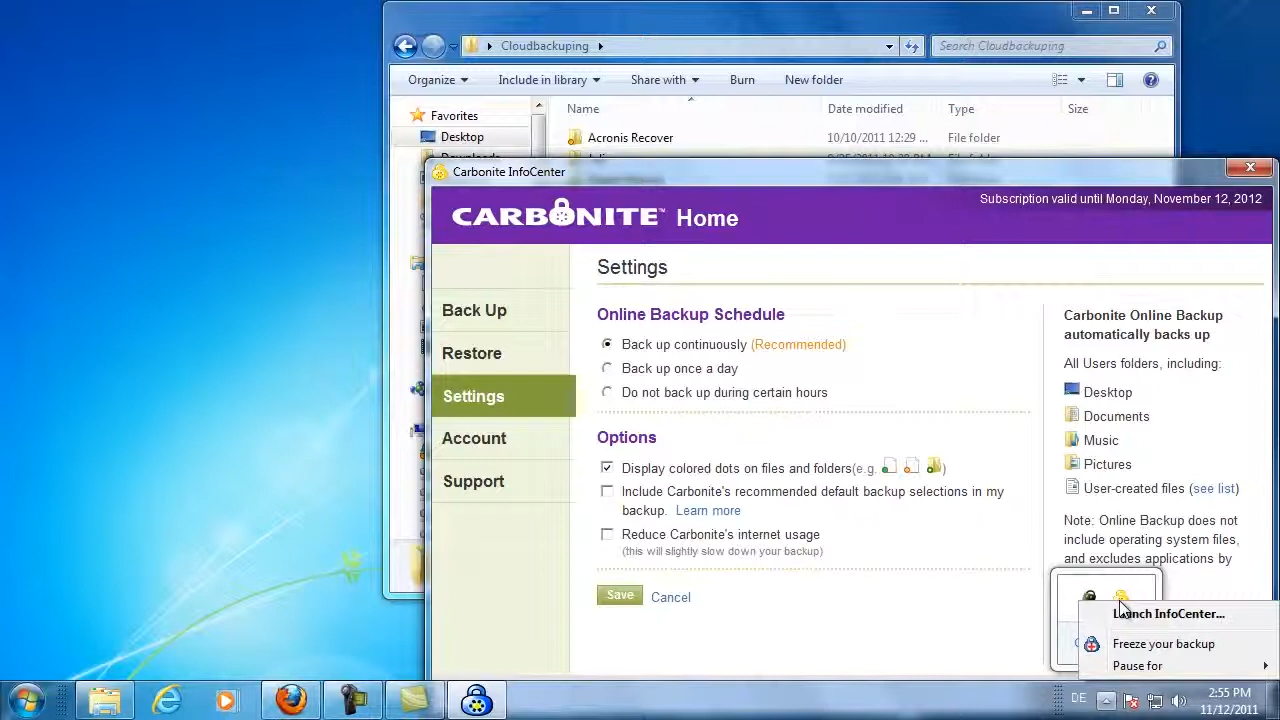 Cloudbackuping
Search Cloudbackuping
Organize
Include in library
Share with
Burn
New folder
Favorites
Desktop
Name
Date modified
Type
Size
Acronis Recover
10/10/2011 12:29 ...
File folder
Carbonite InfoCenter
CARBONITE™ Home
Subscription valid until Monday, November 12, 2012
Back Up
Restore
Settings
Account
Support
Settings
Online Backup Schedule
Back up continuously (Recommended)
Back up once a day
Do not back up during certain hours
Options
Display colored dots on files and folders(e.g. )
Include Carbonite's recommended default backup selections in my
backup. Learn more
Reduce Carbonite's internet usage
(this will slightly slow down your backup)
Save
Cancel
Carbonite Online Backup
automatically backs up
All Users folders, including:
Desktop
Documents
Music
Pictures
User-created files (see list)
Note: Online Backup does not
include operating system files,
and excludes applications by
Launch InfoCenter...
Freeze your backup
Pause for
DE
2:55 PM
11/12/2011